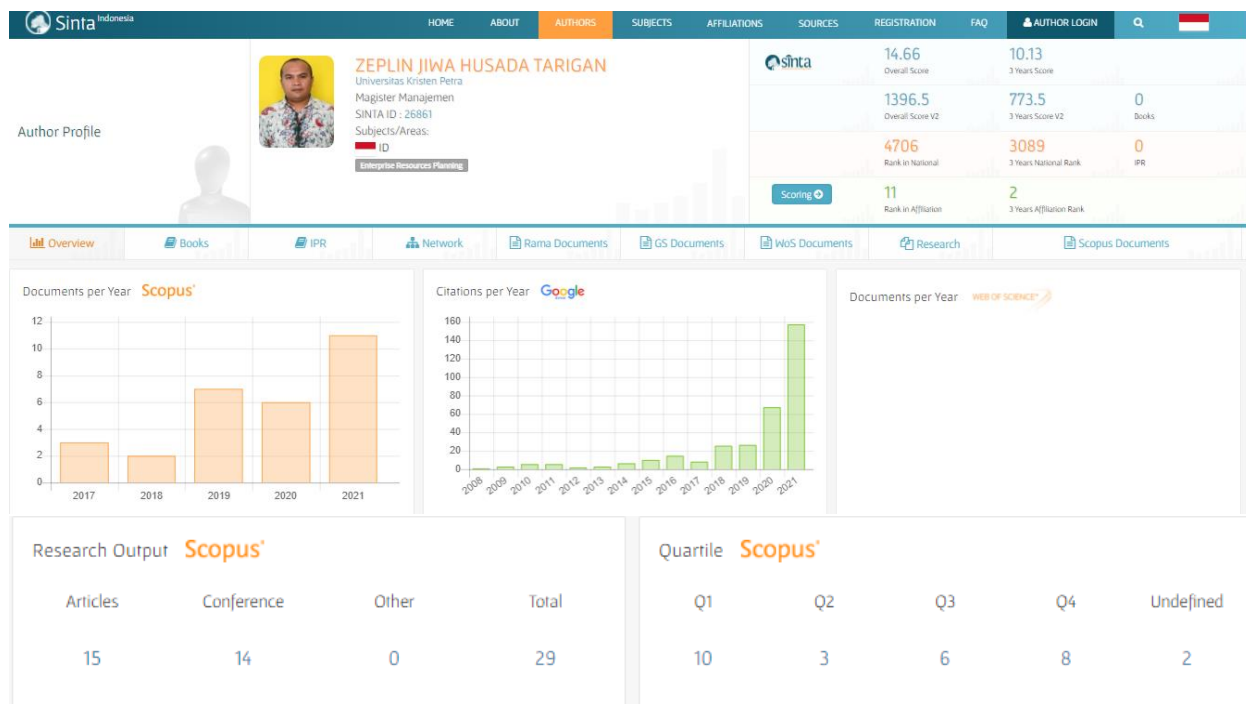 Sinta Indonesia
HOME ABOUT AUTHORS SUBJECTS AFFILIATIONS SOURCES REGISTRATION FAQ AUTHOR LOGIN
Author Profile
ZEPLIN JIWA HUSADA TARIGAN
Universitas Kristen Petra
Magister Manajemen
SINTA ID : 26861
Subjects/Areas:
ID
Enterprise Resources Planning
sinta
14.66 10.13
Overall Score 3 Years Score
1396.5 773.5 0
Overall Score V2 3 Years Score V2 Books
4706 3089 0
Rank in National 3 Years National Rank IPR
Scoring
11 2
Rank in Affiliation 3 Years Affiliation Rank
Overview Books IPR Network Rama Documents GS Documents WoS Documents Research Scopus Documents
Documents per Year Scopus
12
10
8
6
4
2
0
2017 2018 2019 2020 2021
Citations per Year Google
160
140
120
100
80
60
40
20
0
2008 2009 2010 2011 2012 2013 2014 2015 2016 2017 2018 2019 2020 2021
Documents per Year WEB OF SCIENCE
Research Output Scopus
Articles Conference Other Total
15 14 0 29
Quartile Scopus
Q1 Q2 Q3 Q4 Undefined
10 3 6 8 2